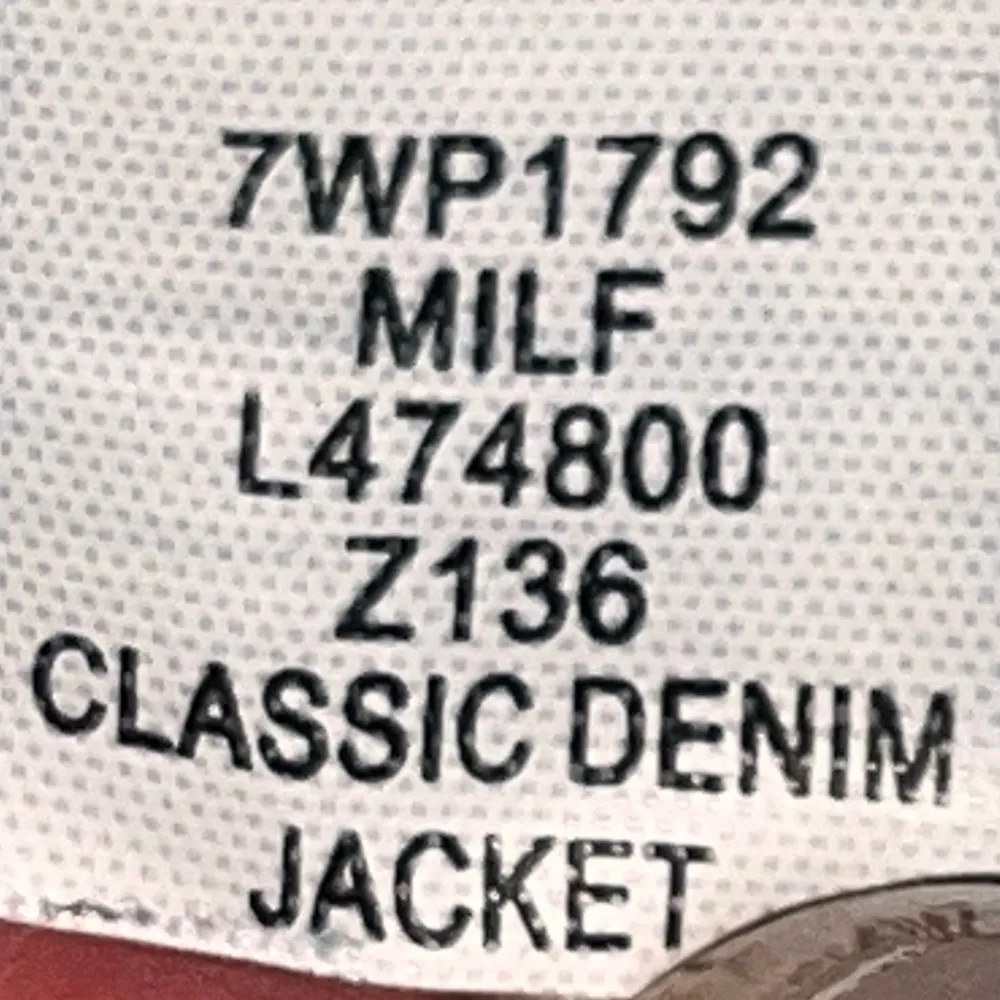 7WP1792
MILF
L474800
Z136
CLASSIC DENIM
JACKET